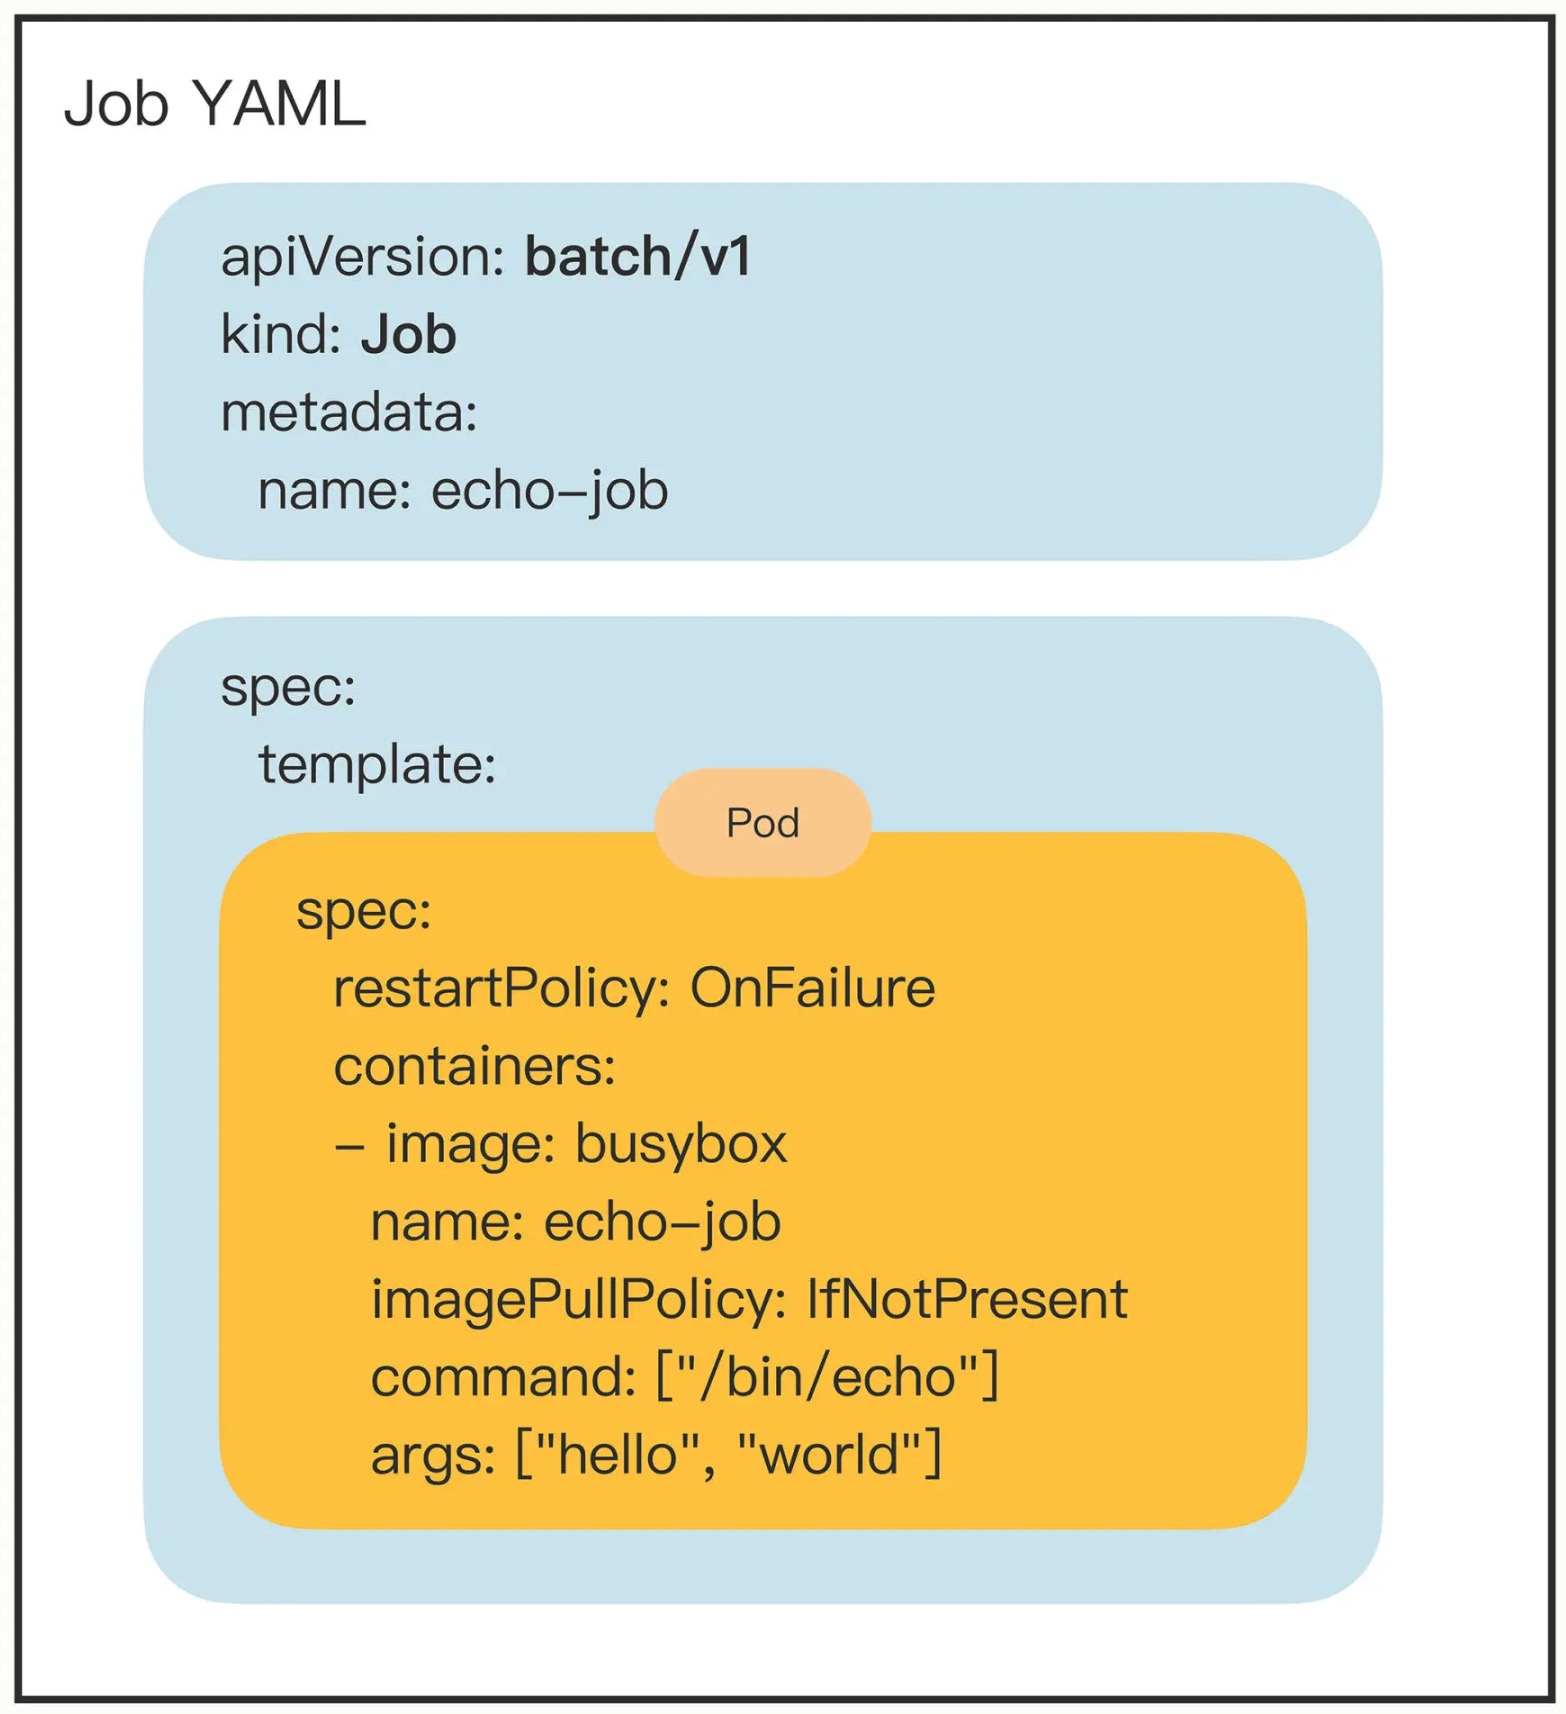 Job YAML
apiVersion: batch/v1
kind: Job
metadata:
  name: echo-job
spec:
  template:
Pod
    spec:
      restartPolicy: OnFailure
      containers:
      - image: busybox
        name: echo-job
        imagePullPolicy: IfNotPresent
        command: ["/bin/echo"]
        args: ["hello", "world"]